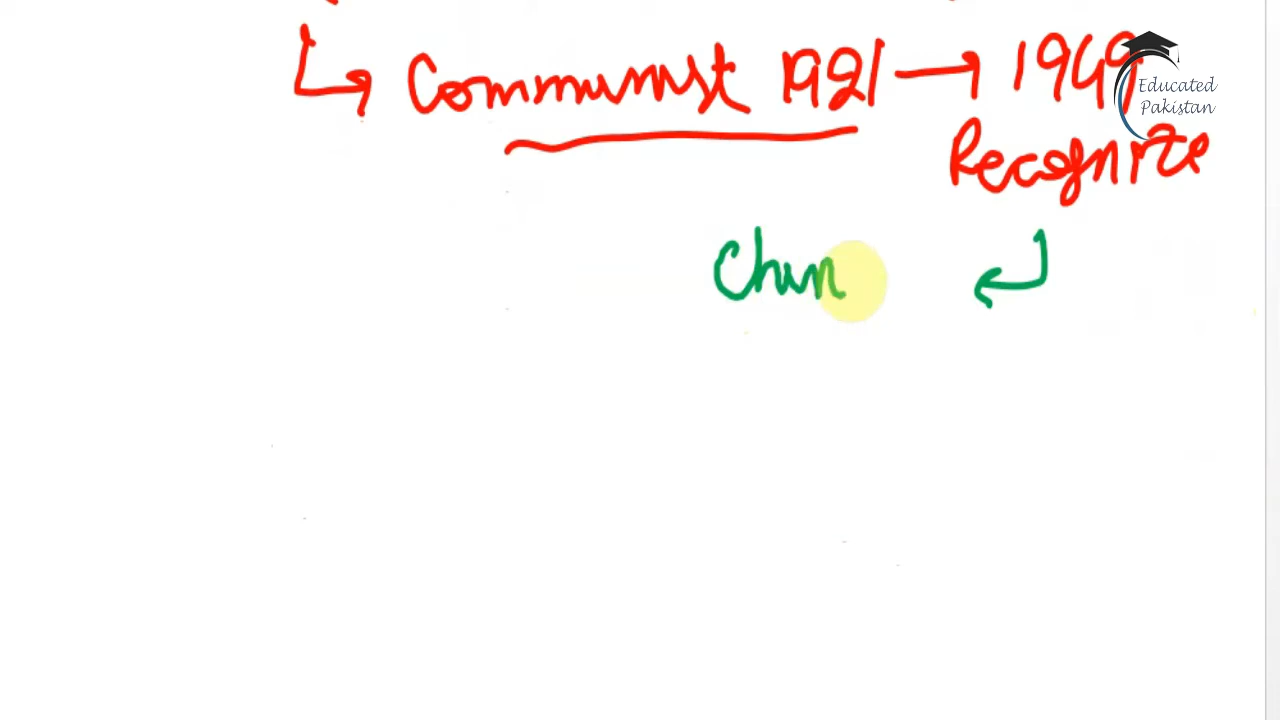 Communist 1921 → 1949
Educated
Pakistan
Recognize
Chin